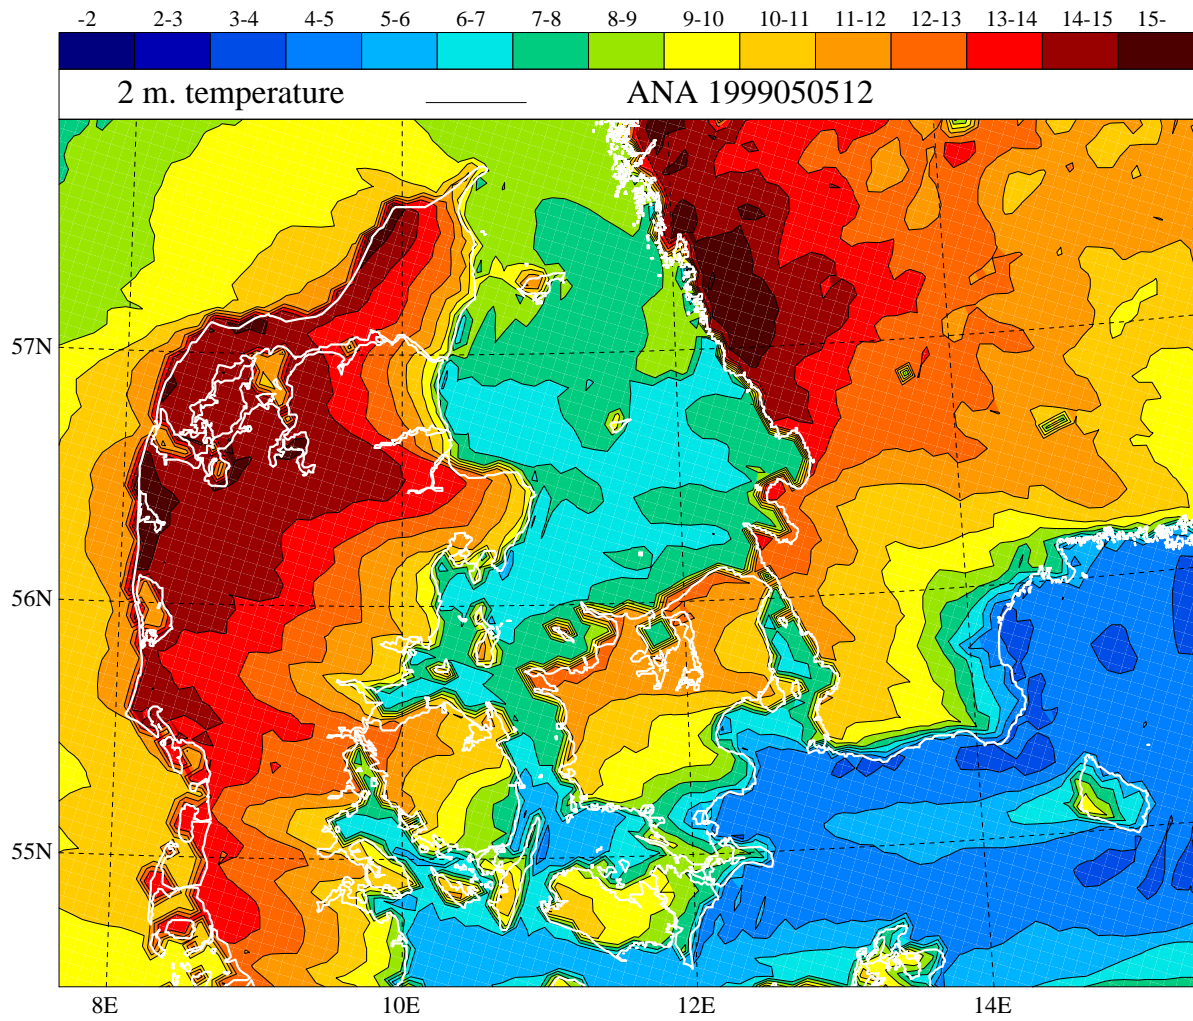 -2 2-3 3-4 4-5 5-6 6-7 7-8 8-9 9-10 10-11 11-12 12-13 13-14 14-15 15-
2 m. temperature ANA 1999050512
57N
56N
55N
8E 10E 12E 14E